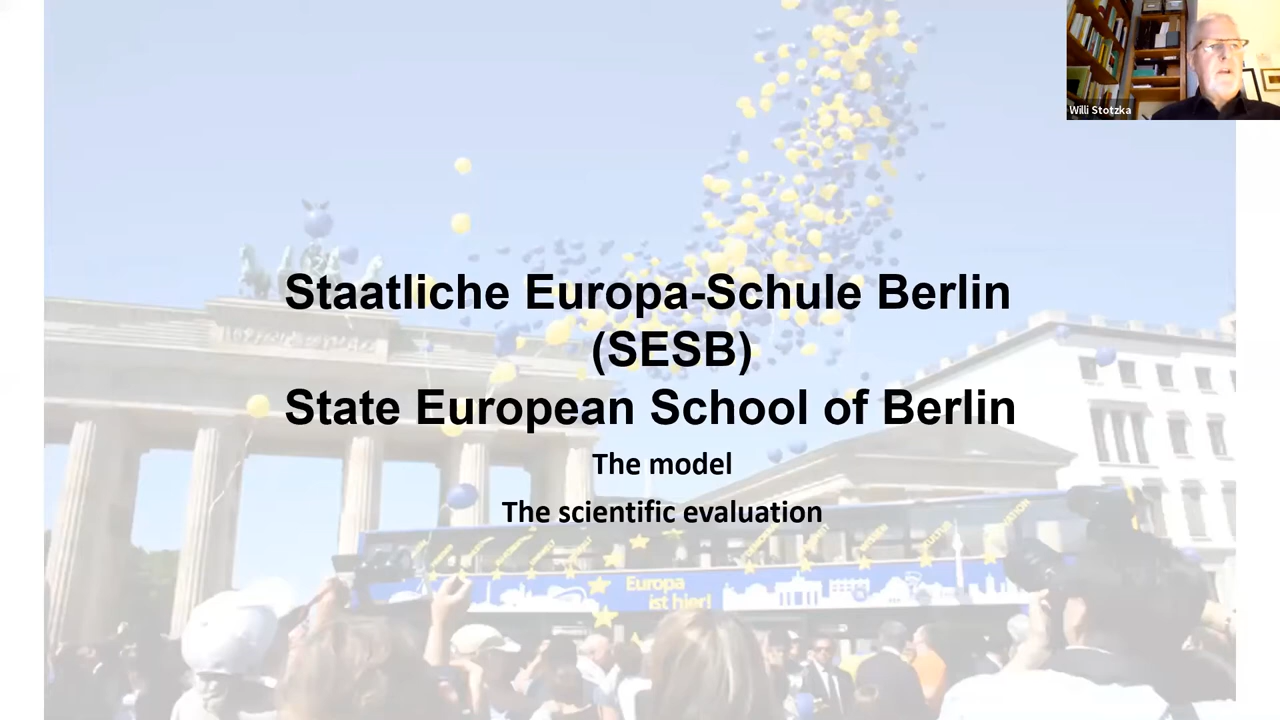 Willi Stotzka
Staatliche Europa-Schule Berlin
(SESB)
State European School of Berlin
The model
The scientific evaluation
Europa
ist hier!